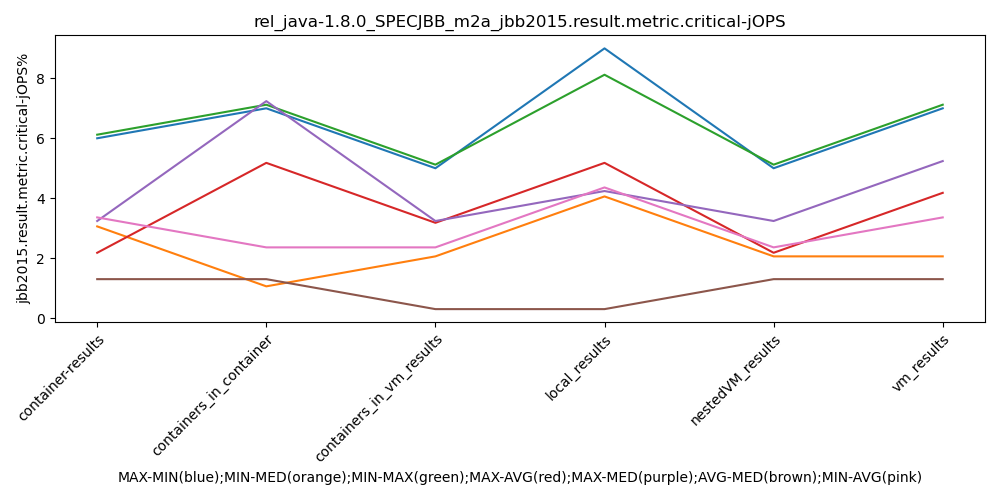 rel_java-1.8.0_SPECJBB_m2a_jbb2015.result.metric.critical-jOPS
jbb2015.result.metric.critical-jOPS%
8
6
4
2
0
container-results
containers_in_container
containers_in_vm_results
local_results
nestedVM_results
vm_results
MAX-MIN(blue);MIN-MED(orange);MIN-MAX(green);MAX-AVG(red);MAX-MED(purple);AVG-MED(brown);MIN-AVG(pink)